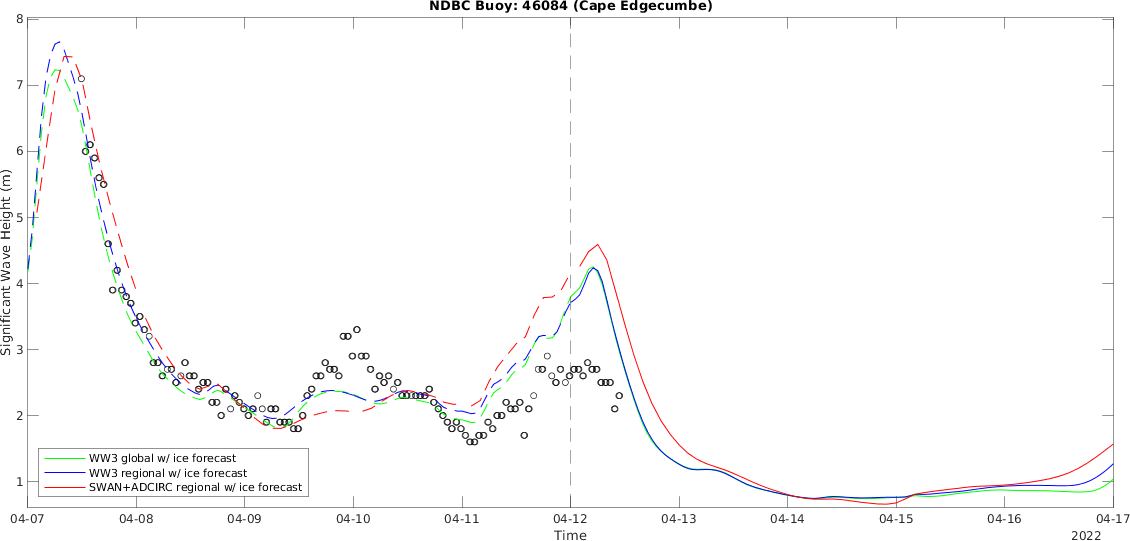 NDBC Buoy: 46084 (Cape Edgecumbe)
8
7
6
5
4
3
2
1
Significant Wave Height (m)
WW3 global w/ ice forecast
WW3 regional w/ ice forecast
SWAN+ADCIRC regional w/ ice forecast
04-07 04-08 04-09 04-10 04-11 04-12 04-13 04-14 04-15 04-16 04-17
Time
2022